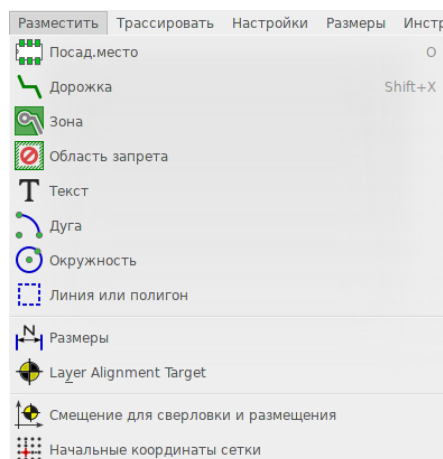 Разместить Трассировать Настройки Размеры Инстр
Посад.место O
Дорожка Shift+X
Зона
Область запрета
T Текст
Дуга
Окружность
Линия или полигон
N Размеры
Layer Alignment Target
Смещение для сверловки и размещения
Начальные координаты сетки